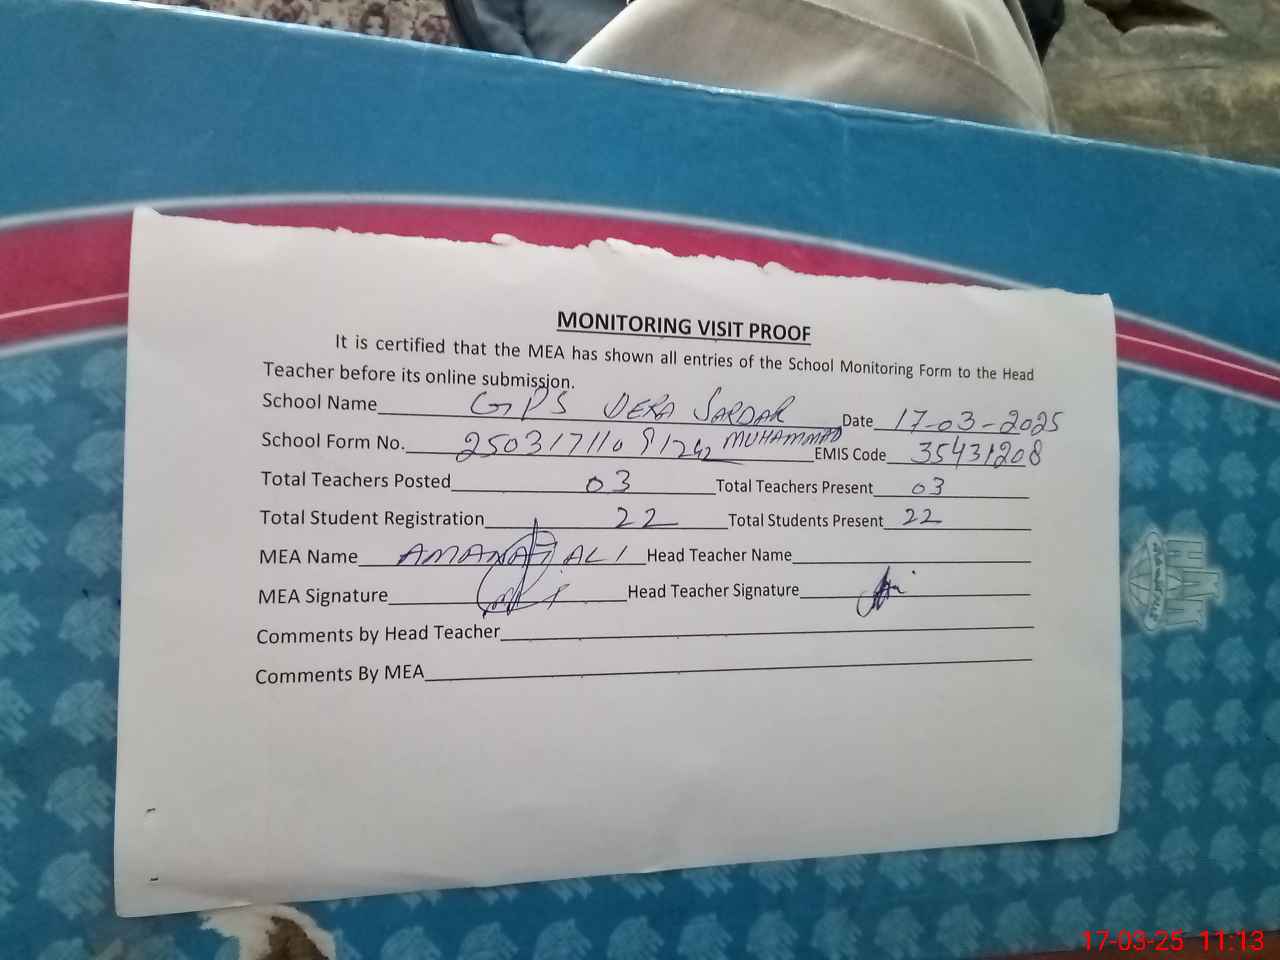 MONITORING VISIT PROOF
It is certified that the MEA has shown all entries of the School Monitoring Form to the Head
Teacher before its online submission.
School Name GPS DERA SARDAR Date 17-03-2025
MUHAMMAD
School Form No. EMIS Code 35431208
Total Teachers Posted 03 Total Teachers Present 03
Total Student Registration 22 Total Students Present 22
MEA Name AMANAT ALI Head Teacher Name
MEA Signature Head Teacher Signature
Comments by Head Teacher
Comments By MEA
17-03-25 11:13